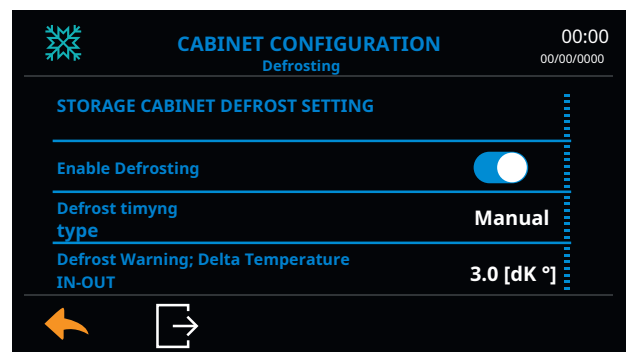 CABINET CONFIGURATION
00:00
Defrosting
00/00/0000
STORAGE CABINET DEFROST SETTING
Enable Defrosting
Defrost timyng
type
Manual
Defrost Warning; Delta Temperature
IN-OUT
3.0 [dK °]